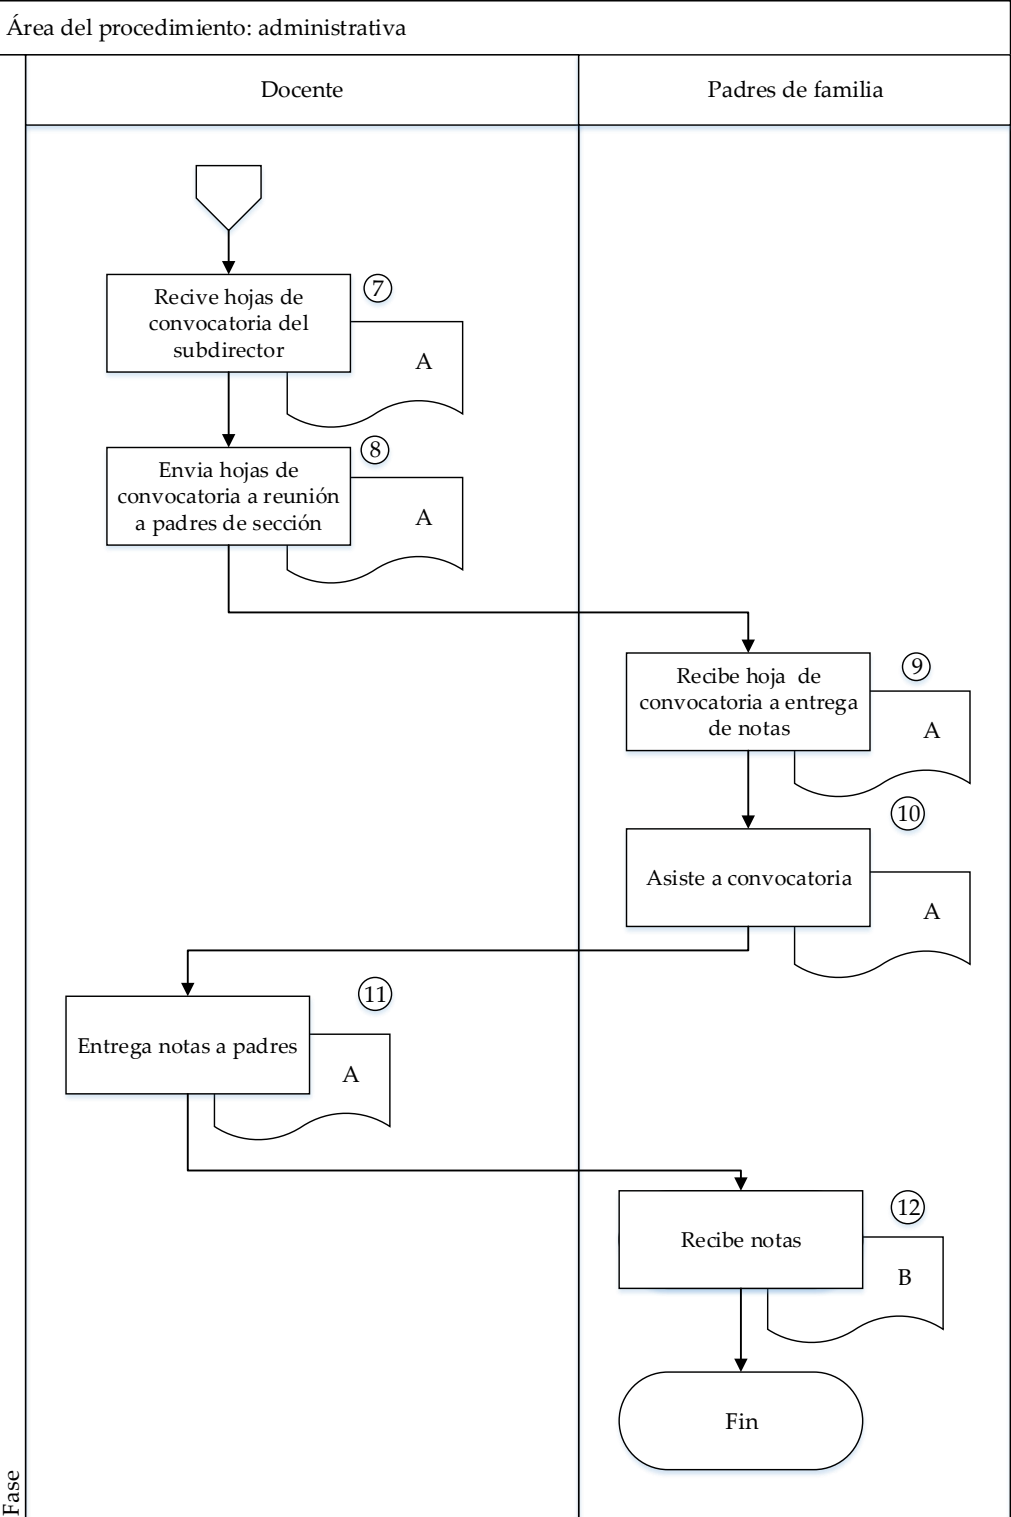 Área del procedimiento: administrativa
Docente
Padres de familia
Recive hojas de
convocatoria del
subdirector
7
A
Envia hojas de
convocatoria a reunión
a padres de sección
8
A
Recibe hoja de
convocatoria a entrega
de notas
9
A
Asiste a convocatoria
10
A
Entrega notas a padres
11
A
Recibe notas
12
B
Fin
Fase